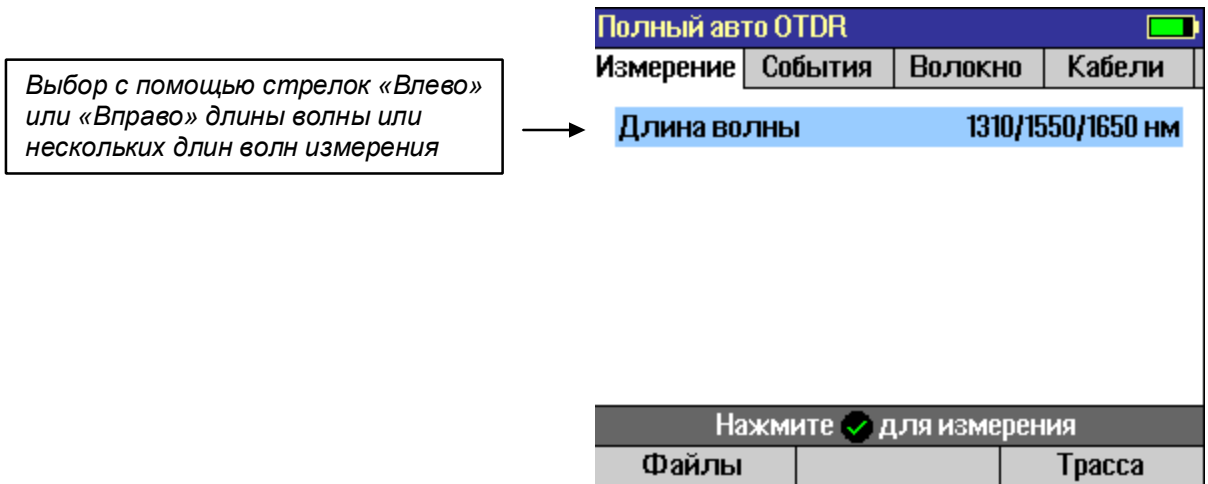 Выбор с помощью стрелок «Влево»
или «Вправо» длины волны или
нескольких длин волн измерения
Полный авто OTDR
Измерение События Волокно Кабели
Длина волны 1310/1550/1650 нм
Нажмите для измерения
Файлы Трасса